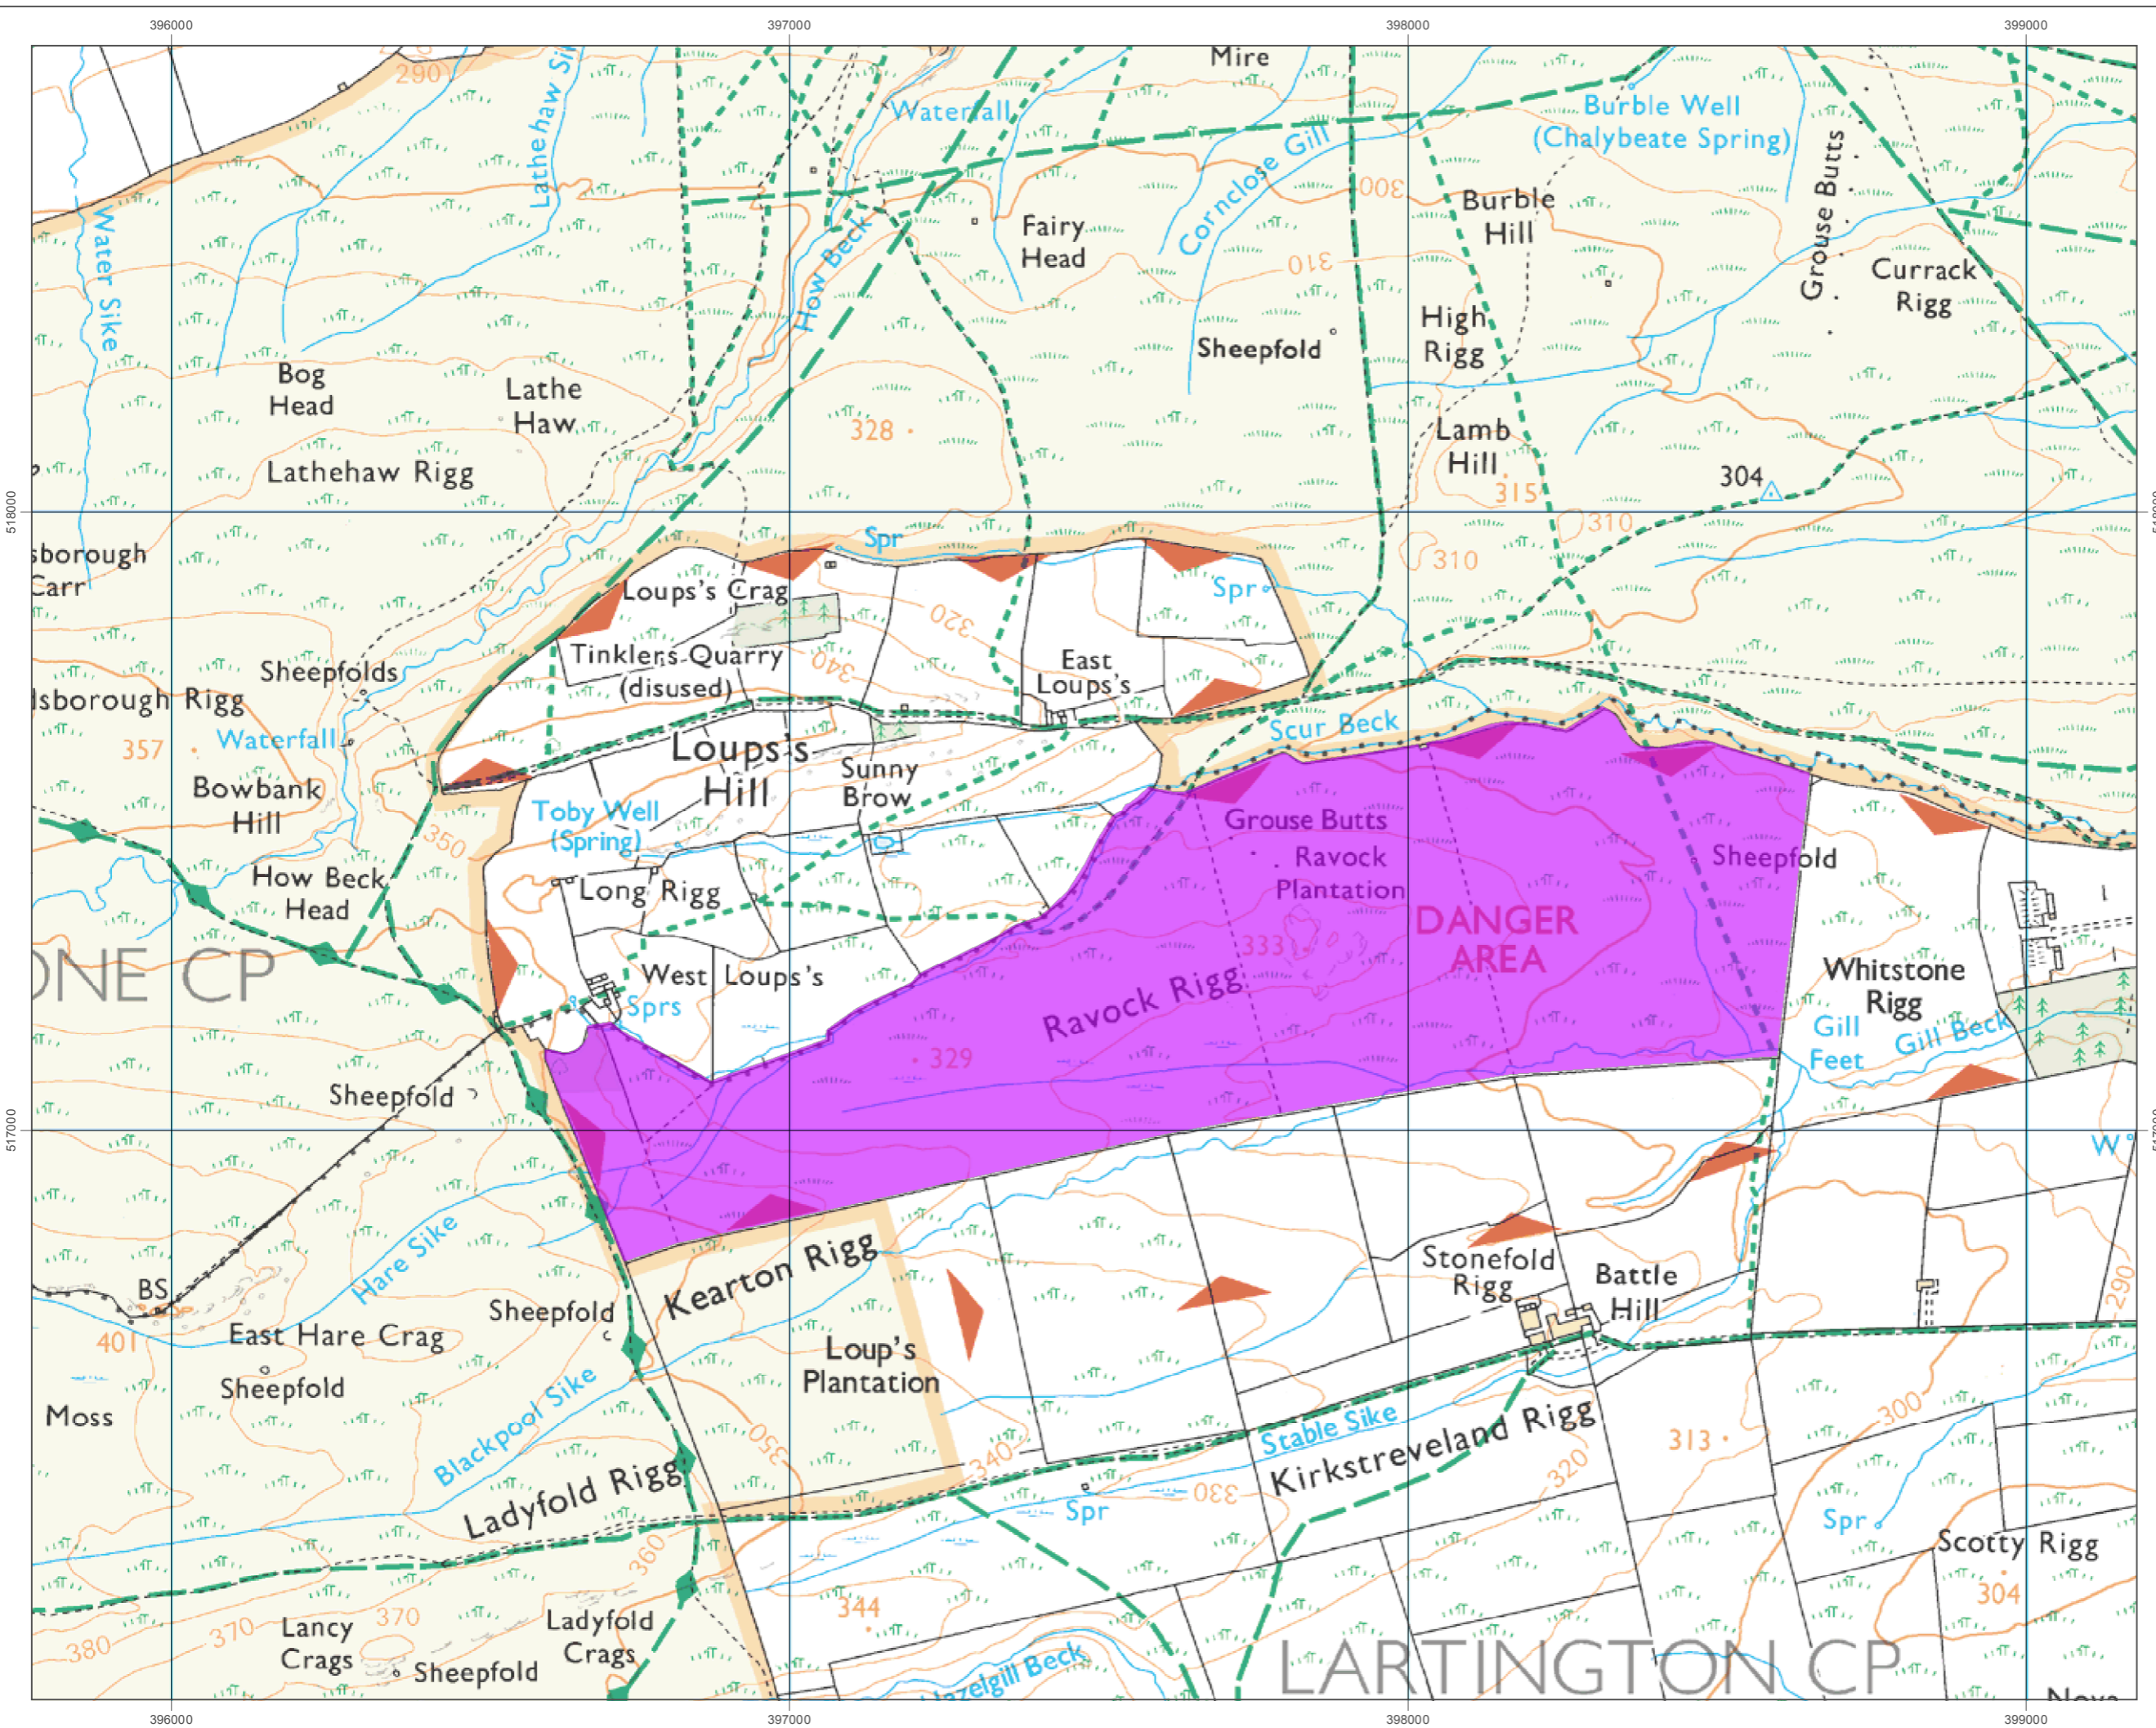 396000
397000
398000
399000
290
Lathehaw Si
Waterfall
Mire
Burble Well
(Chalybeate Spring)
Water Sike
How Beck
Fairy
Head
Cornclose Gill
300
310
Burble
Hill
Grouse Butts
Currack
Rigg
High
Rigg
Sheepfold
Bog
Head
Lathe
Haw
Lathehaw Rigg
328
Lamb
Hill
315
304
518000
310
310
sborough
Carr
Spr
Loups's Crag
Spr
320
340
Tinklers Quarry
(disused)
East
Loups's
Sheepfolds
dsborough Rigg
357
Waterfall
Bowbank
Hill
Scur Beck
Loups's
Hill
Sunny
Brow
Toby Well
(Spring)
350
Grouse Butts
Ravock
Plantation
Sheepfold
How Beck
Head
Long Rigg
DANGER
AREA
333
ONE CP
West Loups's
Sprs
Ravock Rigg
Whitstone
Rigg
Gill
Feet
Gill Beck
329
Sheepfold
517000
W
Hare Sike
Kearton Rigg
Stonefold
Rigg
Battle
Hill
290
BS
401
East Hare Crag
Sheepfold
Sheepfold
Loup's
Plantation
Moss
Blackpool Sike
350
Stable Sike
Kirkstreveland Rigg
300
313
340
330
320
Ladyfold Rigg
Spr
Spr
Scotty Rigg
304
360
344
370
370
380
Lancy
Crags
Ladyfold
Crags
Sheepfold
Hazelgill Beck
LARTINGTON CP
396000
397000
398000
399000